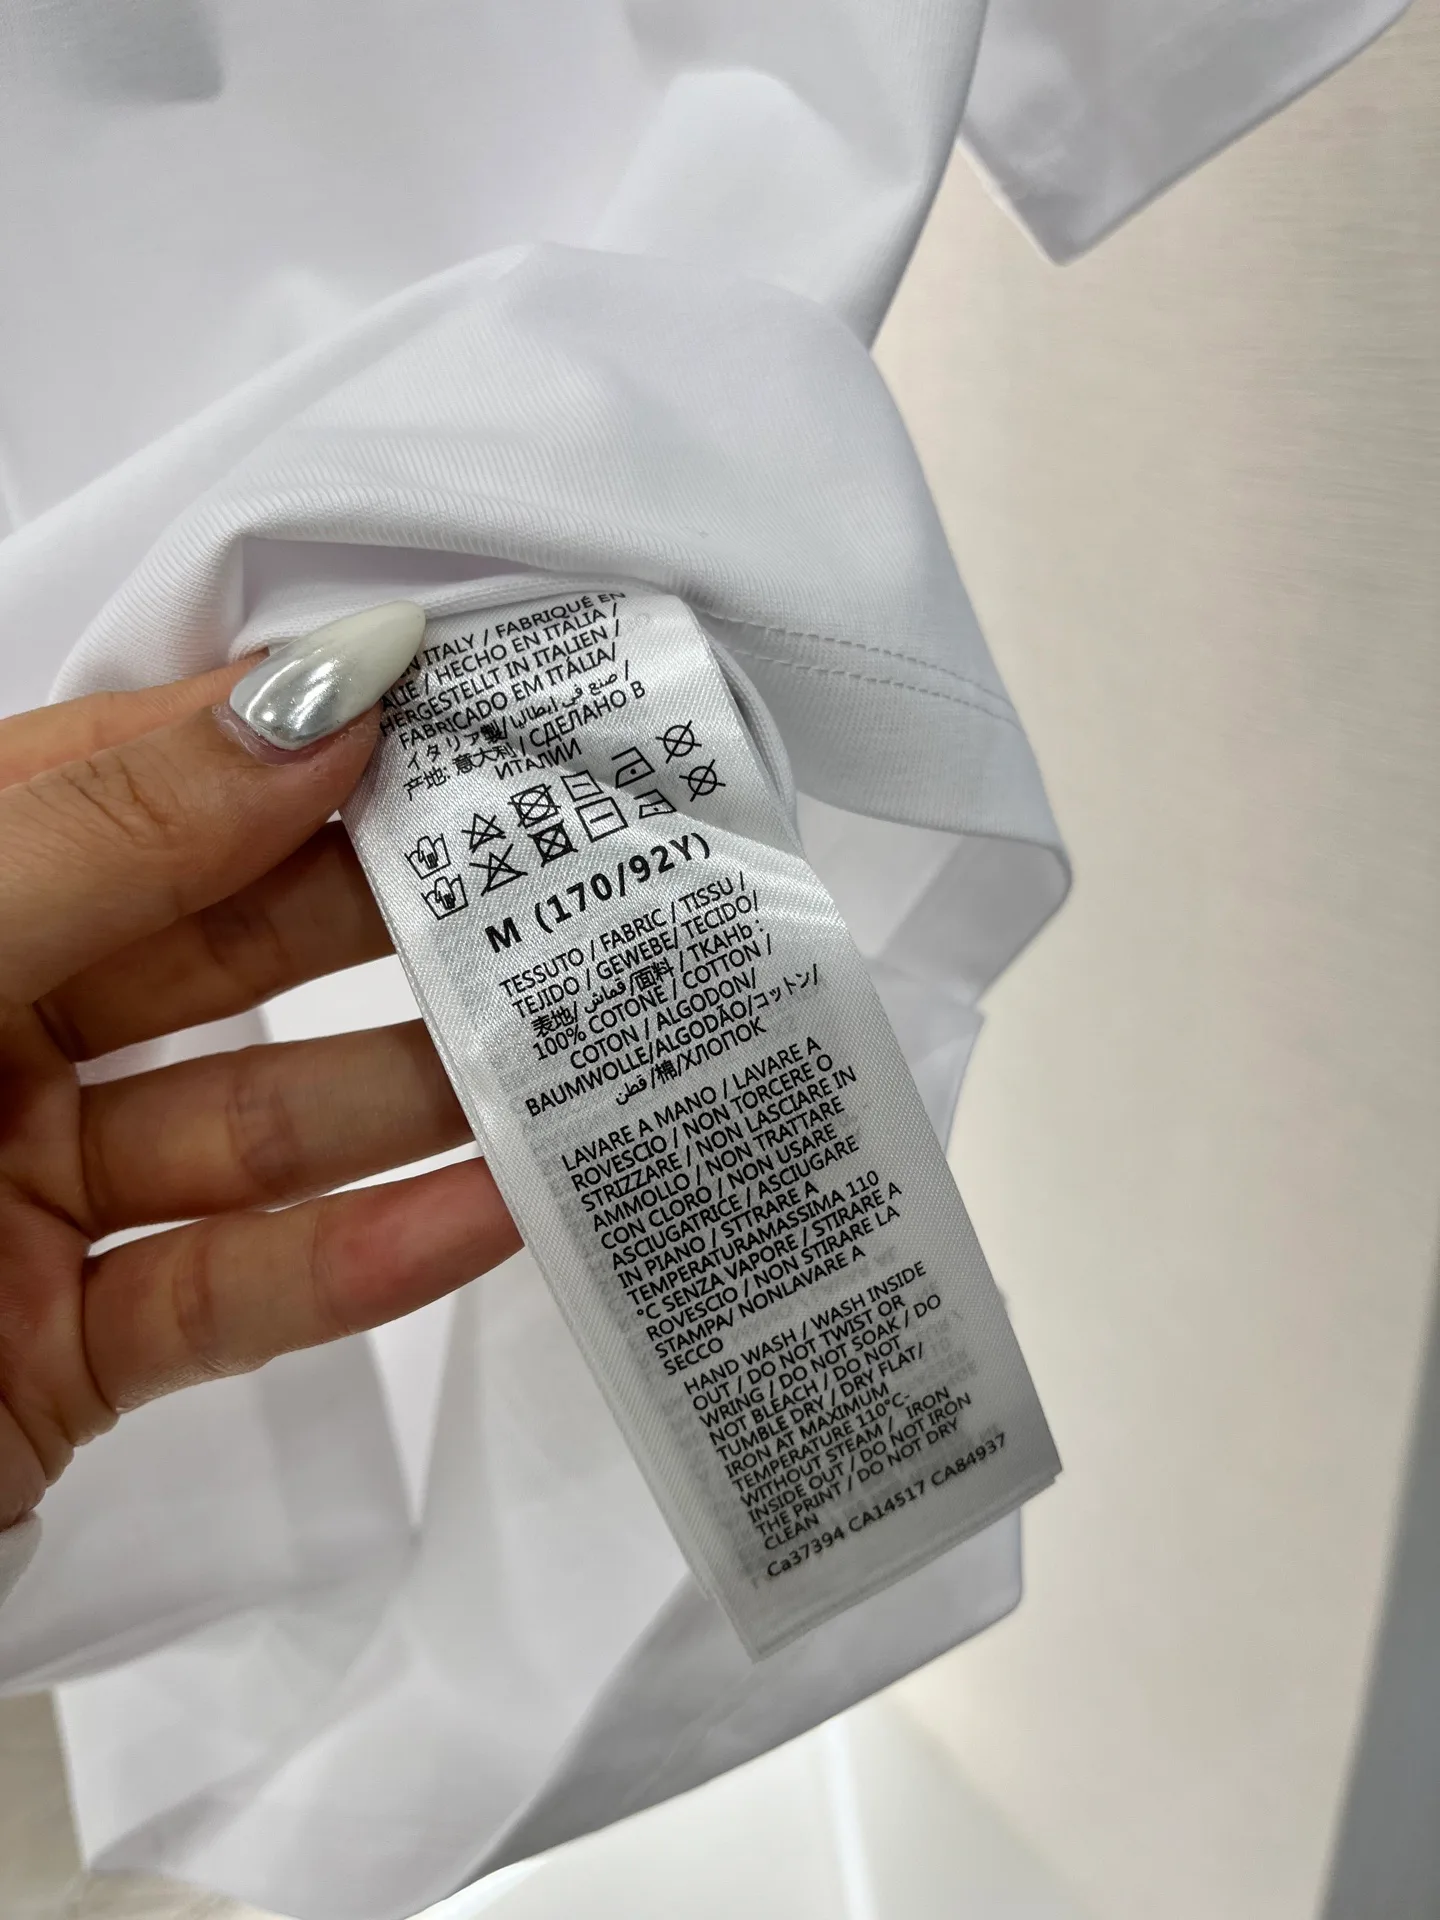 N ITALY / FABRIQUÉ EN
ALIE / HECHO EN ITALIA /
HERGESTELLT IN ITALIEN /
FABRICADO EM ITÁLIA/
イタリア製/صنع في ايطاليا /
产地: 意大利 / СДЕЛАНО В
ИТАЛИИ
M (170/92Y)
TESSUTO / FABRIC / TISSU /
TEJIDO / GEWEBE/ TECIDO/
表地/ قماش /面料 / ТКАНЬ :
100% COTONE / COTTON /
COTON / ALGODON/
BAUMWOLLE/ALGODÃO/コットン/
قطن /棉/ХЛОПОК
LAVARE A MANO / LAVARE A
ROVESCIO / NON TORCERE O
STRIZZARE / NON LASCIARE IN
AMMOLLO / NON TRATTARE
CON CLORO / NON USARE
ASCIUGATRICE / ASCIUGARE
IN PIANO / STTRARE A
TEMPERATURAMASSIMA 110
°C SENZA VAPORE / STIRARE A
ROVESCIO / NON STIRARE LA
STAMPA/ NONLAVARE A
SECCO
HAND WASH / WASH INSIDE
OUT / DO NOT TWIST OR
WRING / DO NOT SOAK / DO
NOT BLEACH / DO NOT
TUMBLE DRY / DRY FLAT/
IRON AT MAXIMUM
TEMPERATURE 110°C-
WITHOUT STEAM / IRON
INSIDE OUT / DO NOT IRON
THE PRINT / DO NOT DRY
CLEAN
Ca37394 CA14517 CA84937